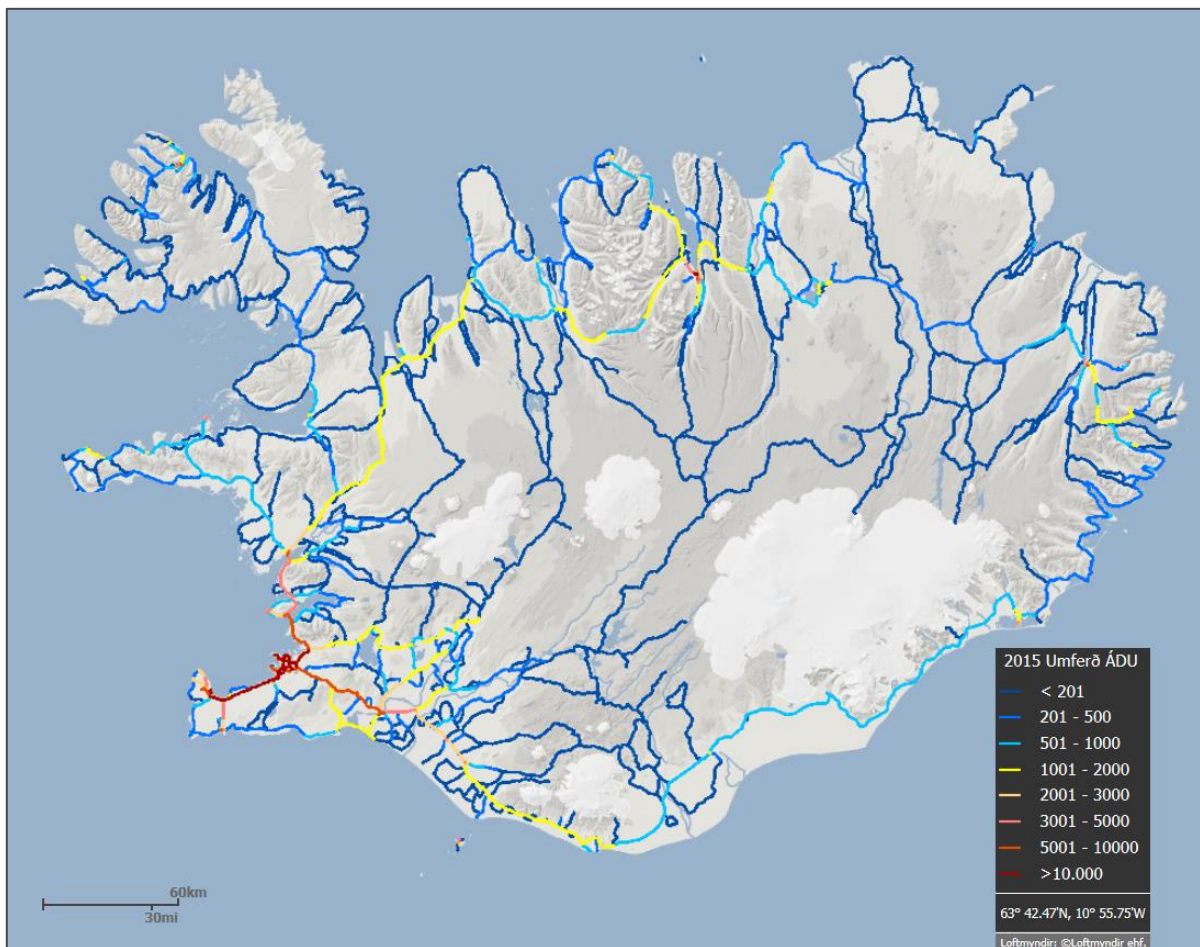 2015 Umferð ÁDU
< 201
201 - 500
501 - 1000
1001 - 2000
2001 - 3000
3001 - 5000
5001 - 10000
>10.000
63° 42.47'N, 10° 55.75'W
Loftmyndir: ©Loftmyndir ehf.
60km
30mi